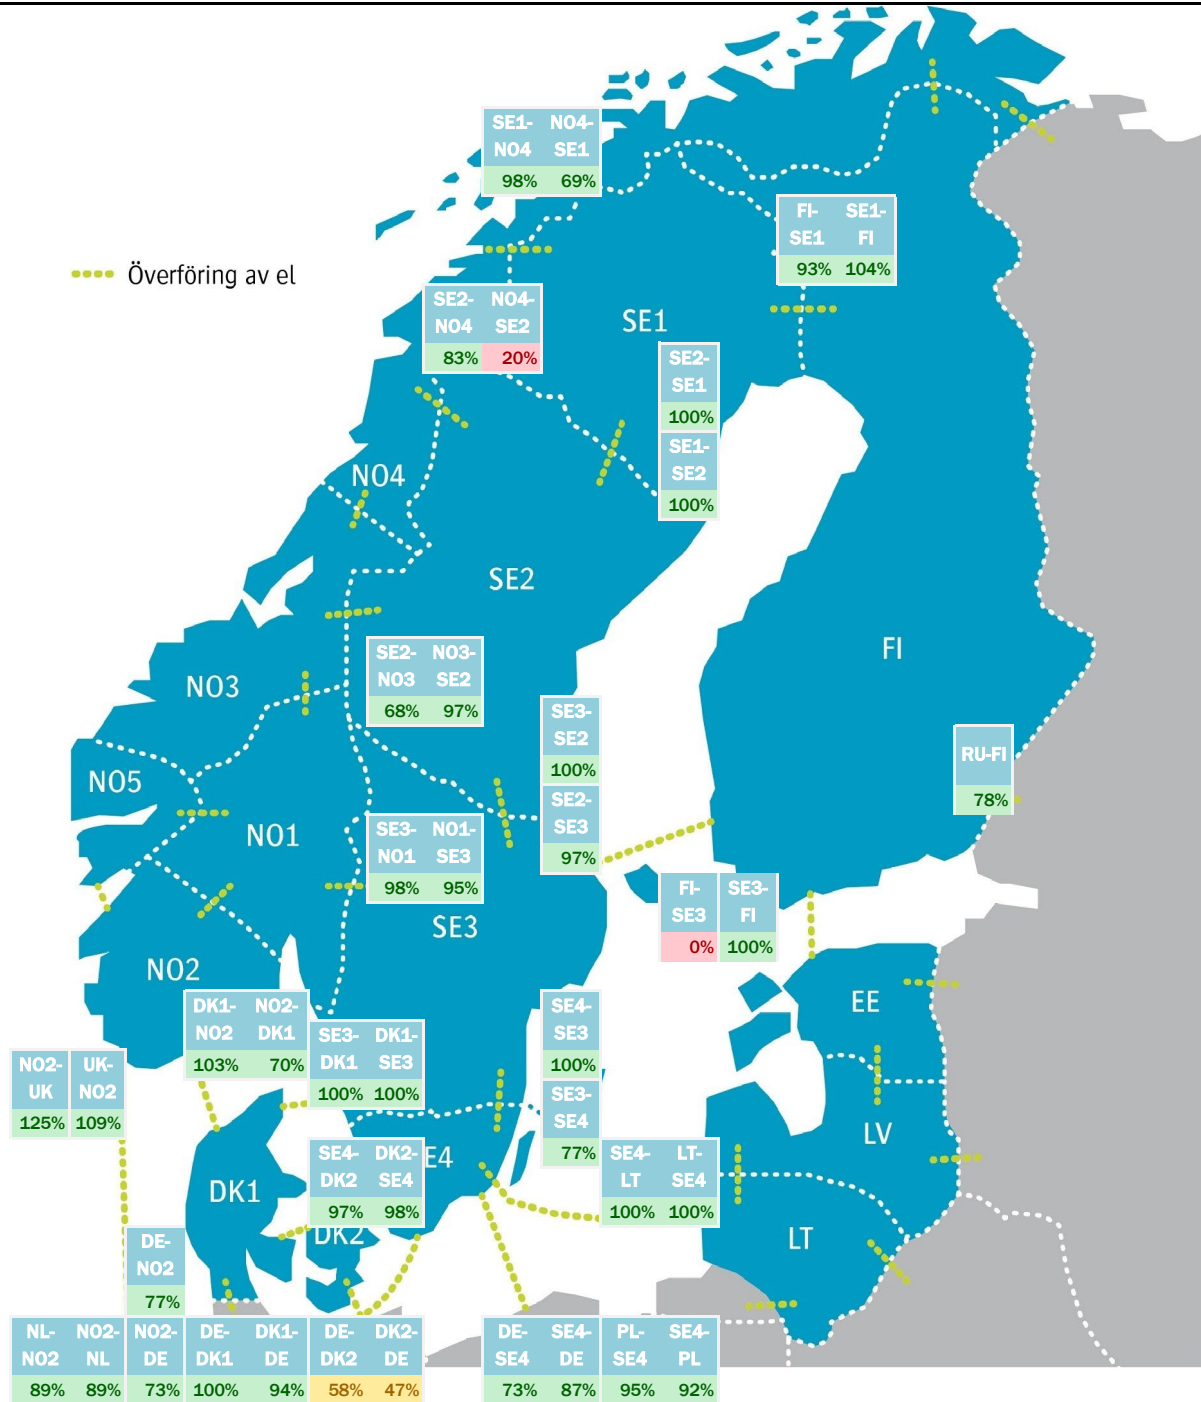 SE1- NO4-
NO4 SE1
98% 69%
FI- SE1-
SE1 FI
93% 104%
Överföring av el
SE2- NO4-
NO4 SE2
83% 20%
SE1
SE2-
SE1
100%
SE1-
SE2
100%
NO4
SE2
FI
SE2- NO3-
NO3 SE2
68% 97%
NO3
SE3-
SE2
100%
SE2-
SE3
97%
RU-FI
78%
NO5
NO1
SE3- NO1-
NO1 SE3
98% 95%
FI- SE3-
SE3 FI
0% 100%
SE3
NO2
EE
DK1- NO2-
NO2 DK1
103% 70%
SE3- DK1-
DK1 SE3
100% 100%
SE4-
SE3
100%
SE3-
SE4
77%
NO2- UK-
UK NO2
125% 109%
LV
SE4- DK2-
DK2 SE4
97% 98%
E4
SE4- LT-
LT SE4
100% 100%
DK1
DK2
LT
DE-
NO2
77%
NL- NO2- NO2- DE- DK1- DE- DK2-
NO2 NL DE DK1 DE DK2 DE
89% 89% 73% 100% 94% 58% 47%
DE- SE4- PL- SE4-
SE4 DE SE4 PL
73% 87% 95% 92%